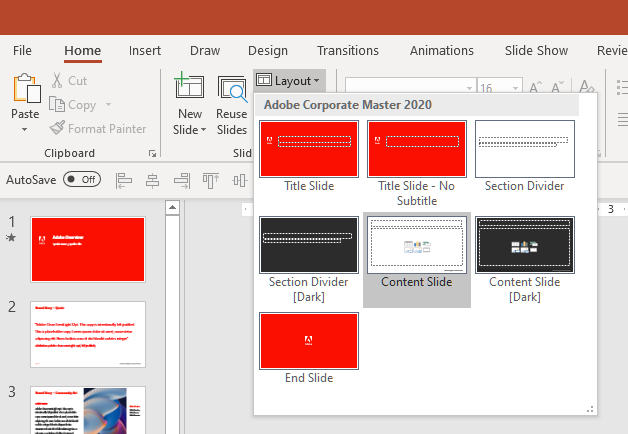 File Home Insert Draw Design Transitions Animations Slide Show Revie
Paste
Cut
Copy
Format Painter
Clipboard
New Slide
Reuse Slides
Layout
16
Slid
AutoSave Off
Adobe Corporate Master 2020
Title Slide
Title Slide - No Subtitle
Section Divider
Section Divider [Dark]
Content Slide
Content Slide [Dark]
End Slide
3
1
Adobe Overview
2
3